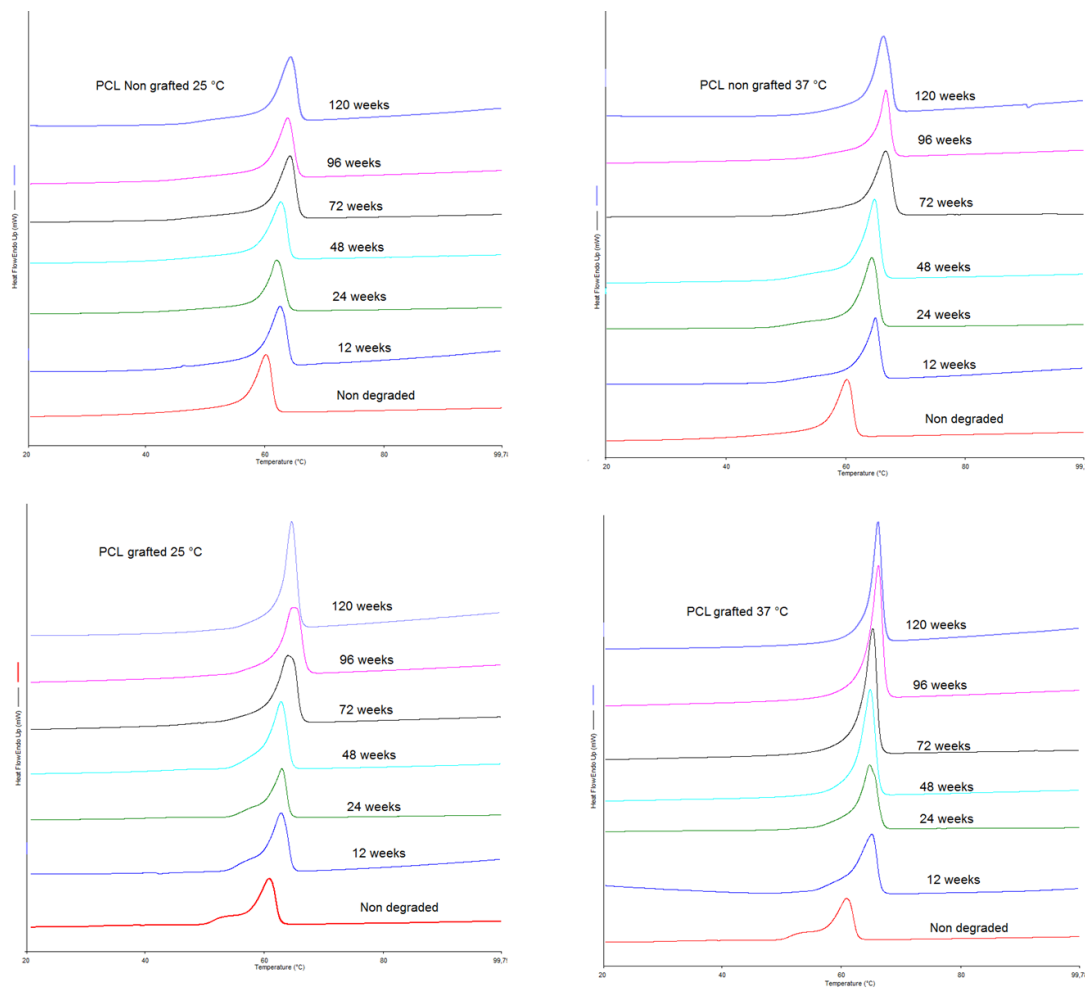 PCL Non grafted 25 °C
120 weeks
96 weeks
72 weeks
48 weeks
24 weeks
12 weeks
Non degraded
Heat Flow Endo Up (mW)
20
40
60
80
99,7
Temperature (°C)
PCL non grafted 37 °C
120 weeks
96 weeks
72 weeks
48 weeks
24 weeks
12 weeks
Non degraded
Heat Flow Endo Up (mW)
20
40
60
80
99,78
Temperature (°C)
PCL grafted 25 °C
120 weeks
96 weeks
72 weeks
48 weeks
24 weeks
12 weeks
Non degraded
Heat Flow Endo Up (mW)
20
40
60
80
99,7
Temperature (°C)
PCL grafted 37 °C
120 weeks
96 weeks
72 weeks
48 weeks
24 weeks
12 weeks
Non degraded
Heat Flow Endo Up (mW)
20
40
60
80
99,78
Temperature (°C)